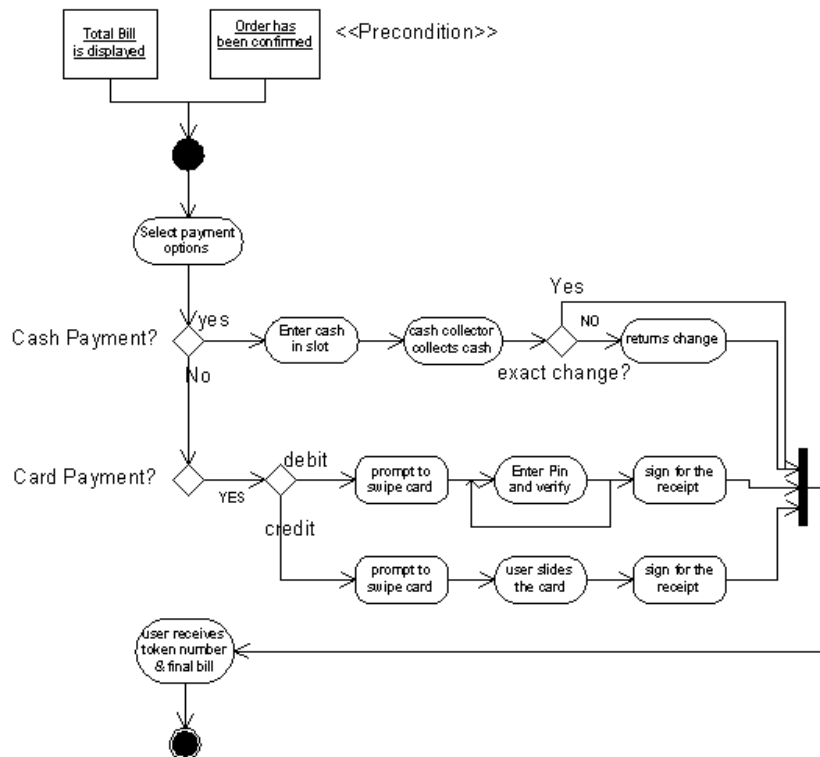 Total Bill
is displayed
Order has
been confirmed
<<Precondition>>
Select payment
options
Cash Payment?
yes
No
Enter cash
in slot
cash collector
collects cash
Yes
NO
exact change?
returns change
Card Payment?
YES
debit
credit
prompt to
swipe card
Enter Pin
and verify
sign for the
receipt
prompt to
swipe card
user slides
the card
sign for the
receipt
user receives
token number
& final bill